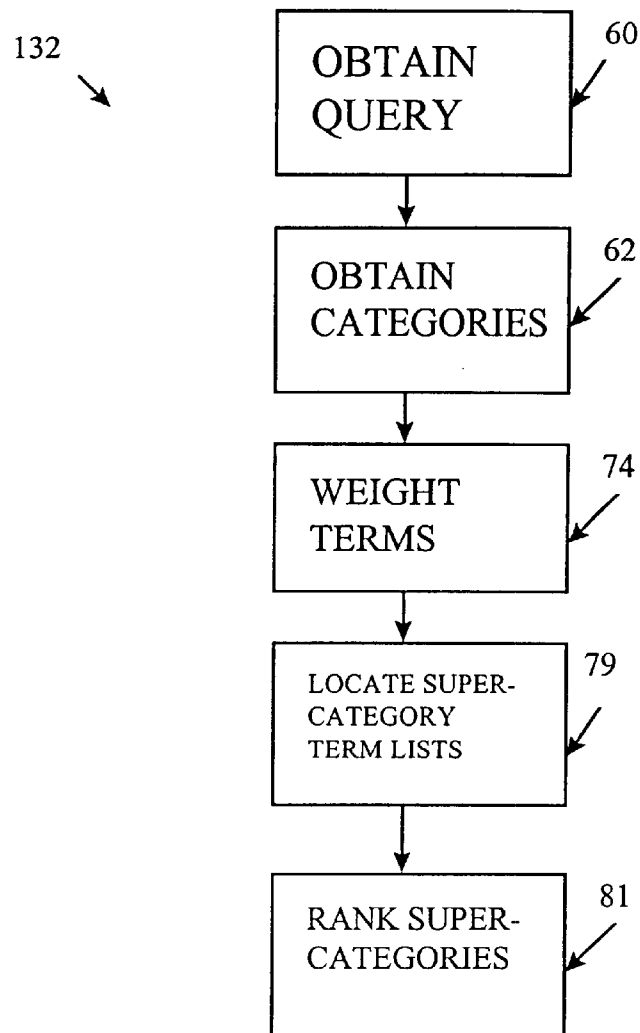 132
OBTAIN
QUERY
60
OBTAIN
CATEGORIES
62
WEIGHT
TERMS
74
LOCATE SUPER-
CATEGORY
TERM LISTS
79
RANK SUPER-
CATEGORIES
81